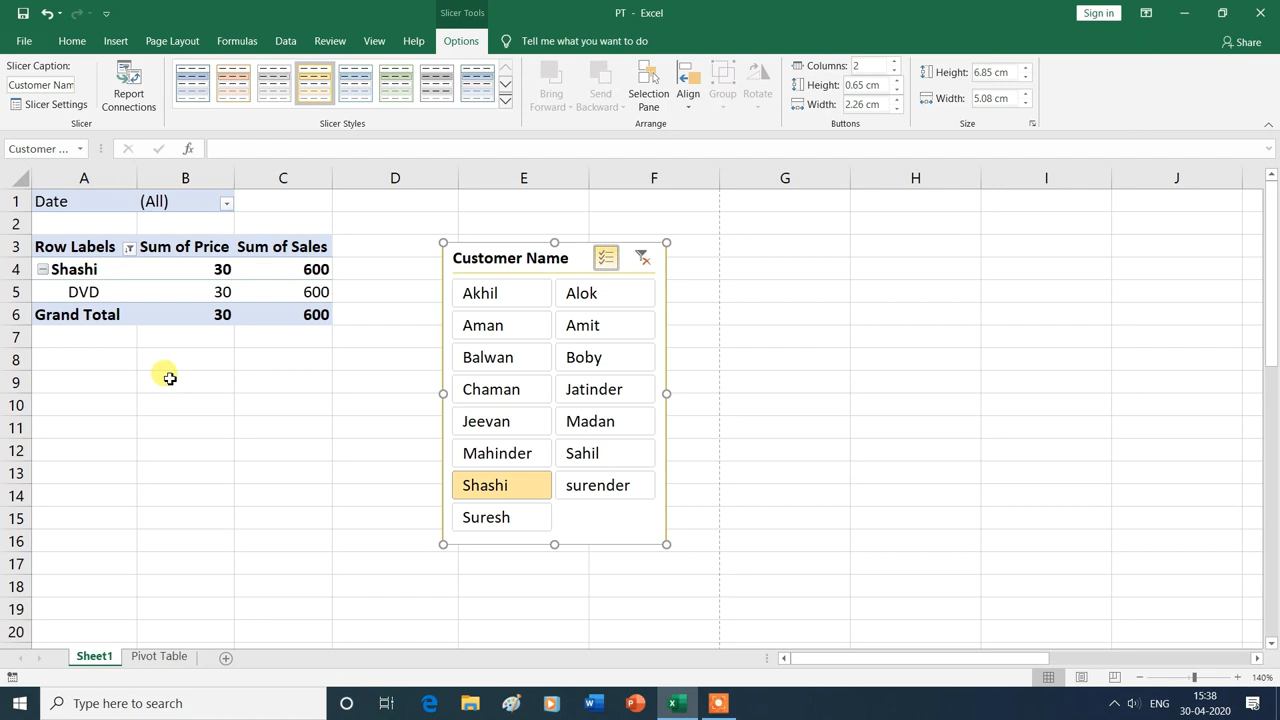 Slicer Tools
PT - Excel
Sign in
File Home Insert Page Layout Formulas Data Review View Help Options Tell me what you want to do Share
Slicer Caption:
Customer Nam
Slicer Settings
Report
Connections
Slicer
Slicer Styles
Bring
Forward
Send
Backward
Selection
Pane
Align
Group
Rotate
Arrange
Columns: 2
Height: 0.65 cm
Width: 2.26 cm
Buttons
Height: 6.85 cm
Width: 5.08 cm
Size
Customer ... fx
A B C D E F G H I J
1 Date (All)
2
3 Row Labels Sum of Price Sum of Sales
4 Shashi 30 600
5 DVD 30 600
6 Grand Total 30 600
7
8
9
10
11
12
13
14
15
16
17
18
19
20
Customer Name
Akhil Alok
Aman Amit
Balwan Boby
Chaman Jatinder
Jeevan Madan
Mahinder Sahil
Shashi surender
Suresh
Sheet1 Pivot Table
140%
Type here to search
ENG
15:38
30-04-2020